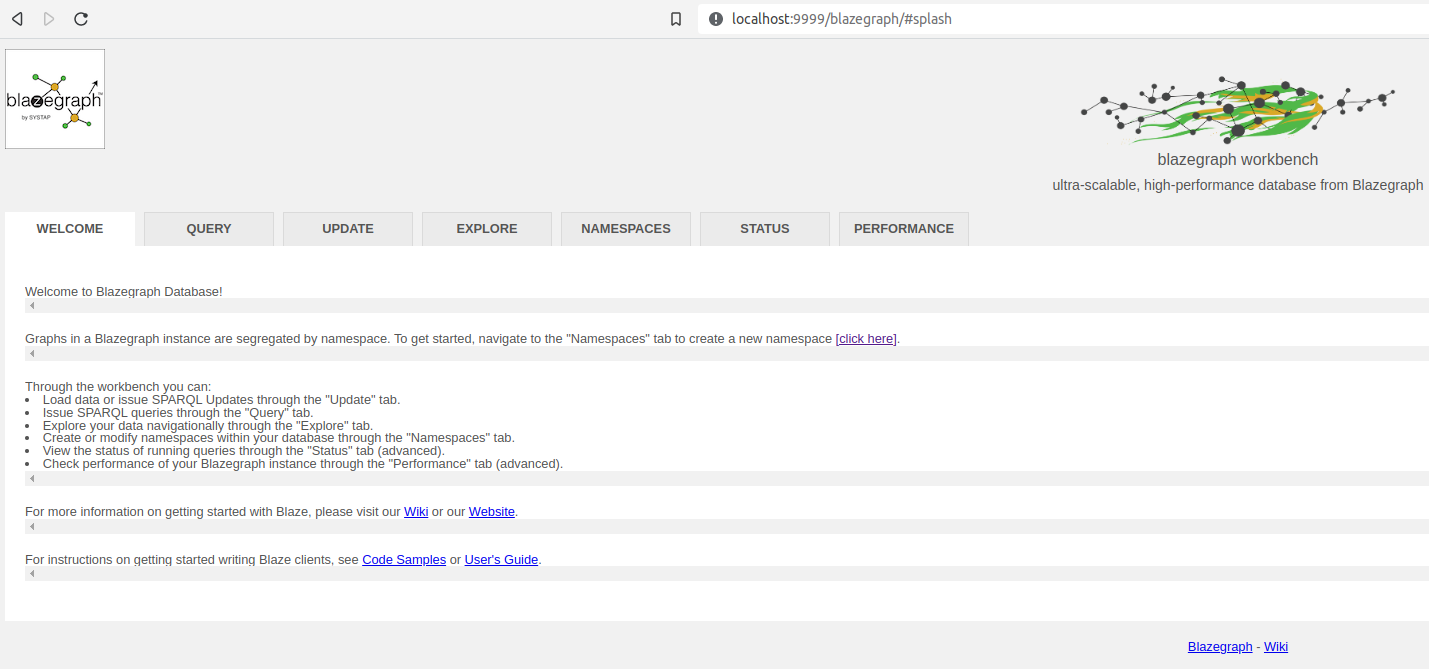 localhost:9999/blazegraph/#splash
blazegraph™
by SYSTAP
blazegraph workbench
ultra-scalable, high-performance database from Blazegraph
WELCOME QUERY UPDATE EXPLORE NAMESPACES STATUS PERFORMANCE
Welcome to Blazegraph Database!
Graphs in a Blazegraph instance are segregated by namespace. To get started, navigate to the "Namespaces" tab to create a new namespace [click here].
Through the workbench you can:
• Load data or issue SPARQL Updates through the "Update" tab.
• Issue SPARQL queries through the "Query" tab.
• Explore your data navigationally through the "Explore" tab.
• Create or modify namespaces within your database through the "Namespaces" tab.
• View the status of running queries through the "Status" tab (advanced).
• Check performance of your Blazegraph instance through the "Performance" tab (advanced).
For more information on getting started with Blaze, please visit our Wiki or our Website.
For instructions on getting started writing Blaze clients, see Code Samples or User's Guide.
Blazegraph - Wiki